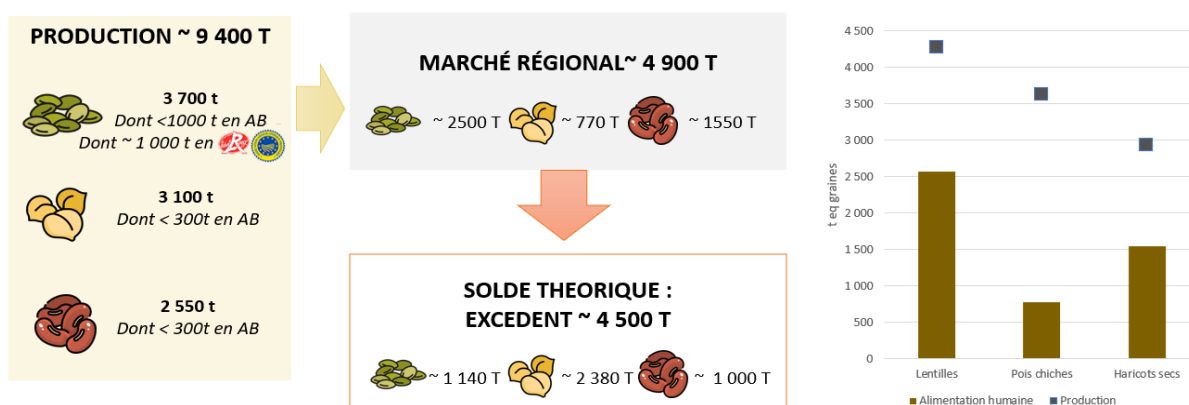 PRODUCTION ~ 9 400 T
3 700 t
Dont <1000 t en AB
Dont ~ 1 000 t en
3 100 t
Dont < 300t en AB
2 550 t
Dont < 300t en AB
MARCHÉ RÉGIONAL~ 4 900 T
~ 2500 T ~ 770 T ~ 1550 T
SOLDE THEORIQUE :
EXCEDENT ~ 4 500 T
~ 1 140 T ~ 2 380 T ~ 1 000 T
t eq graines
4 500
4 000
3 500
3 000
2 500
2 000
1 500
1 000
500
0
Lentilles Pois chiches Haricots secs
Alimentation humaine Production